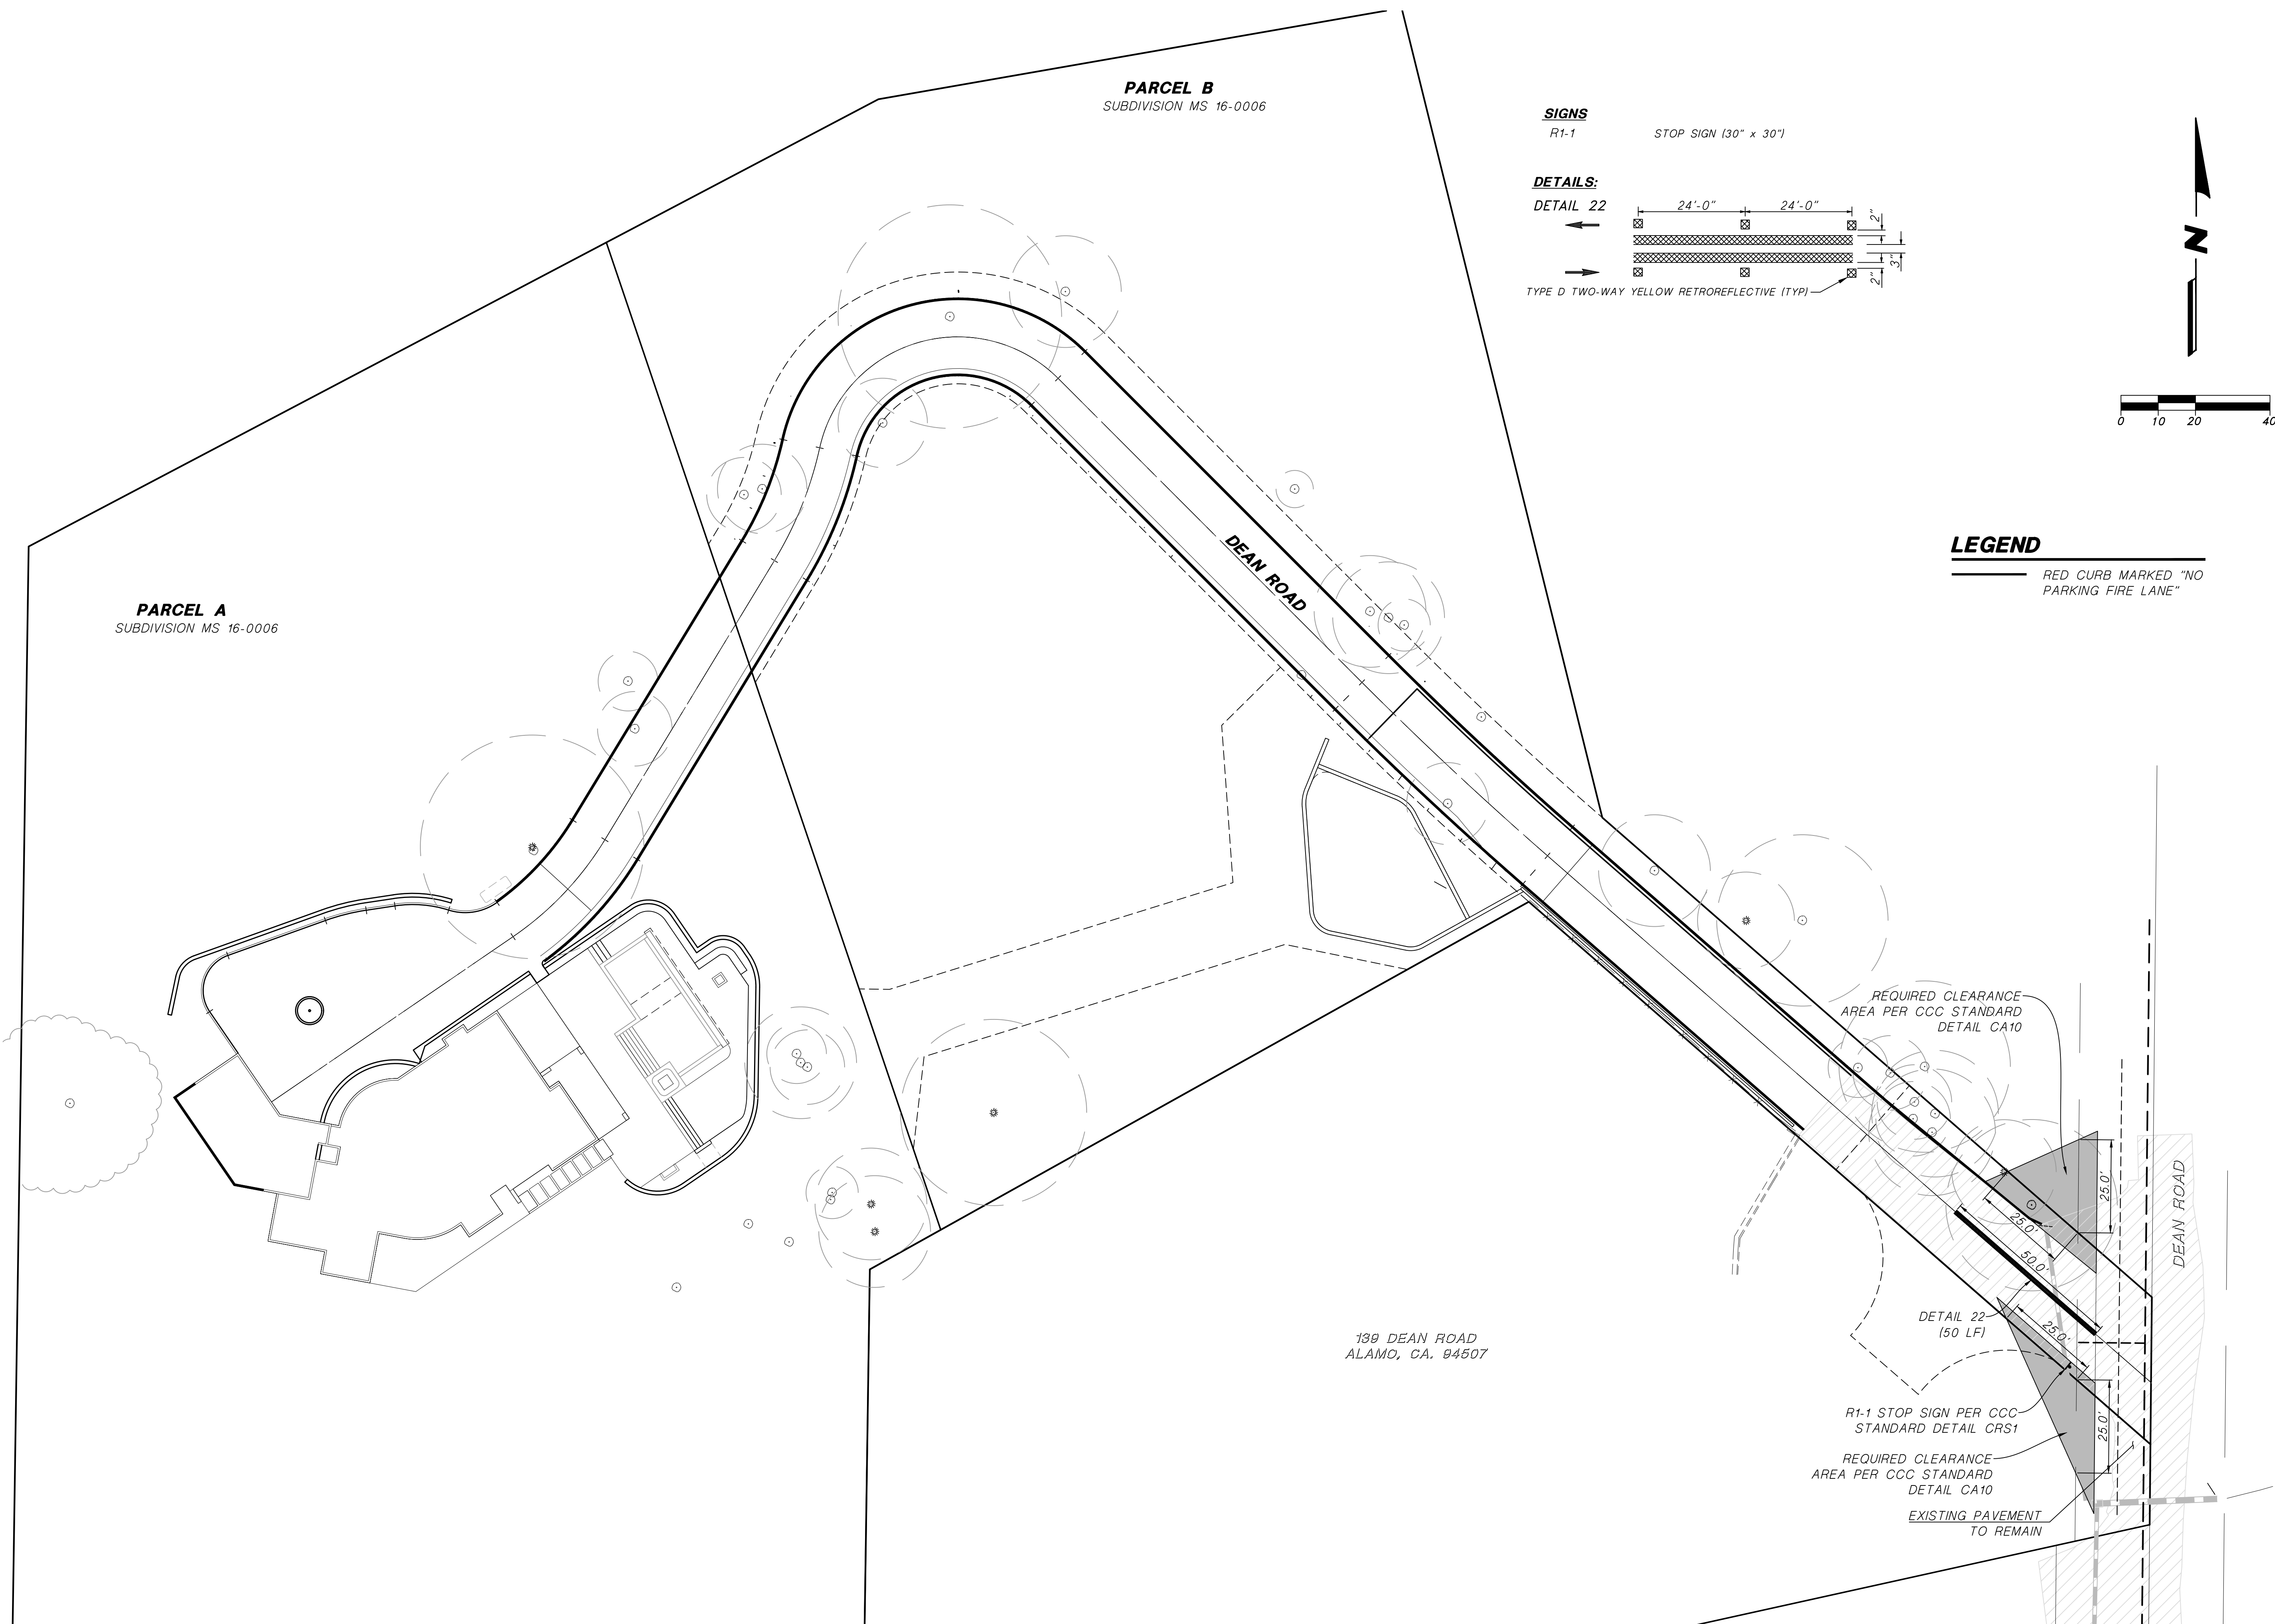 PARCEL B
SUBDIVISION MS 16-0006
SIGNS
R1-1 STOP SIGN (30" x 30")
DETAILS:
DETAIL 22
24'-0" 24'-0"
2"
3"
2"
TYPE D TWO-WAY YELLOW RETROREFLECTIVE (TYP)
N
0 10 20 40
LEGEND
RED CURB MARKED "NO
PARKING FIRE LANE"
DEAN ROAD
PARCEL A
SUBDIVISION MS 16-0006
REQUIRED CLEARANCE
AREA PER CCC STANDARD
DETAIL CA10
25.0'
DEAN ROAD
25.0'
50.0'
DETAIL 22
(50 LF)
25.0'
139 DEAN ROAD
ALAMO, CA. 94507
R1-1 STOP SIGN PER CCC
STANDARD DETAIL CRS1
25.0'
REQUIRED CLEARANCE
AREA PER CCC STANDARD
DETAIL CA10
EXISTING PAVEMENT
TO REMAIN